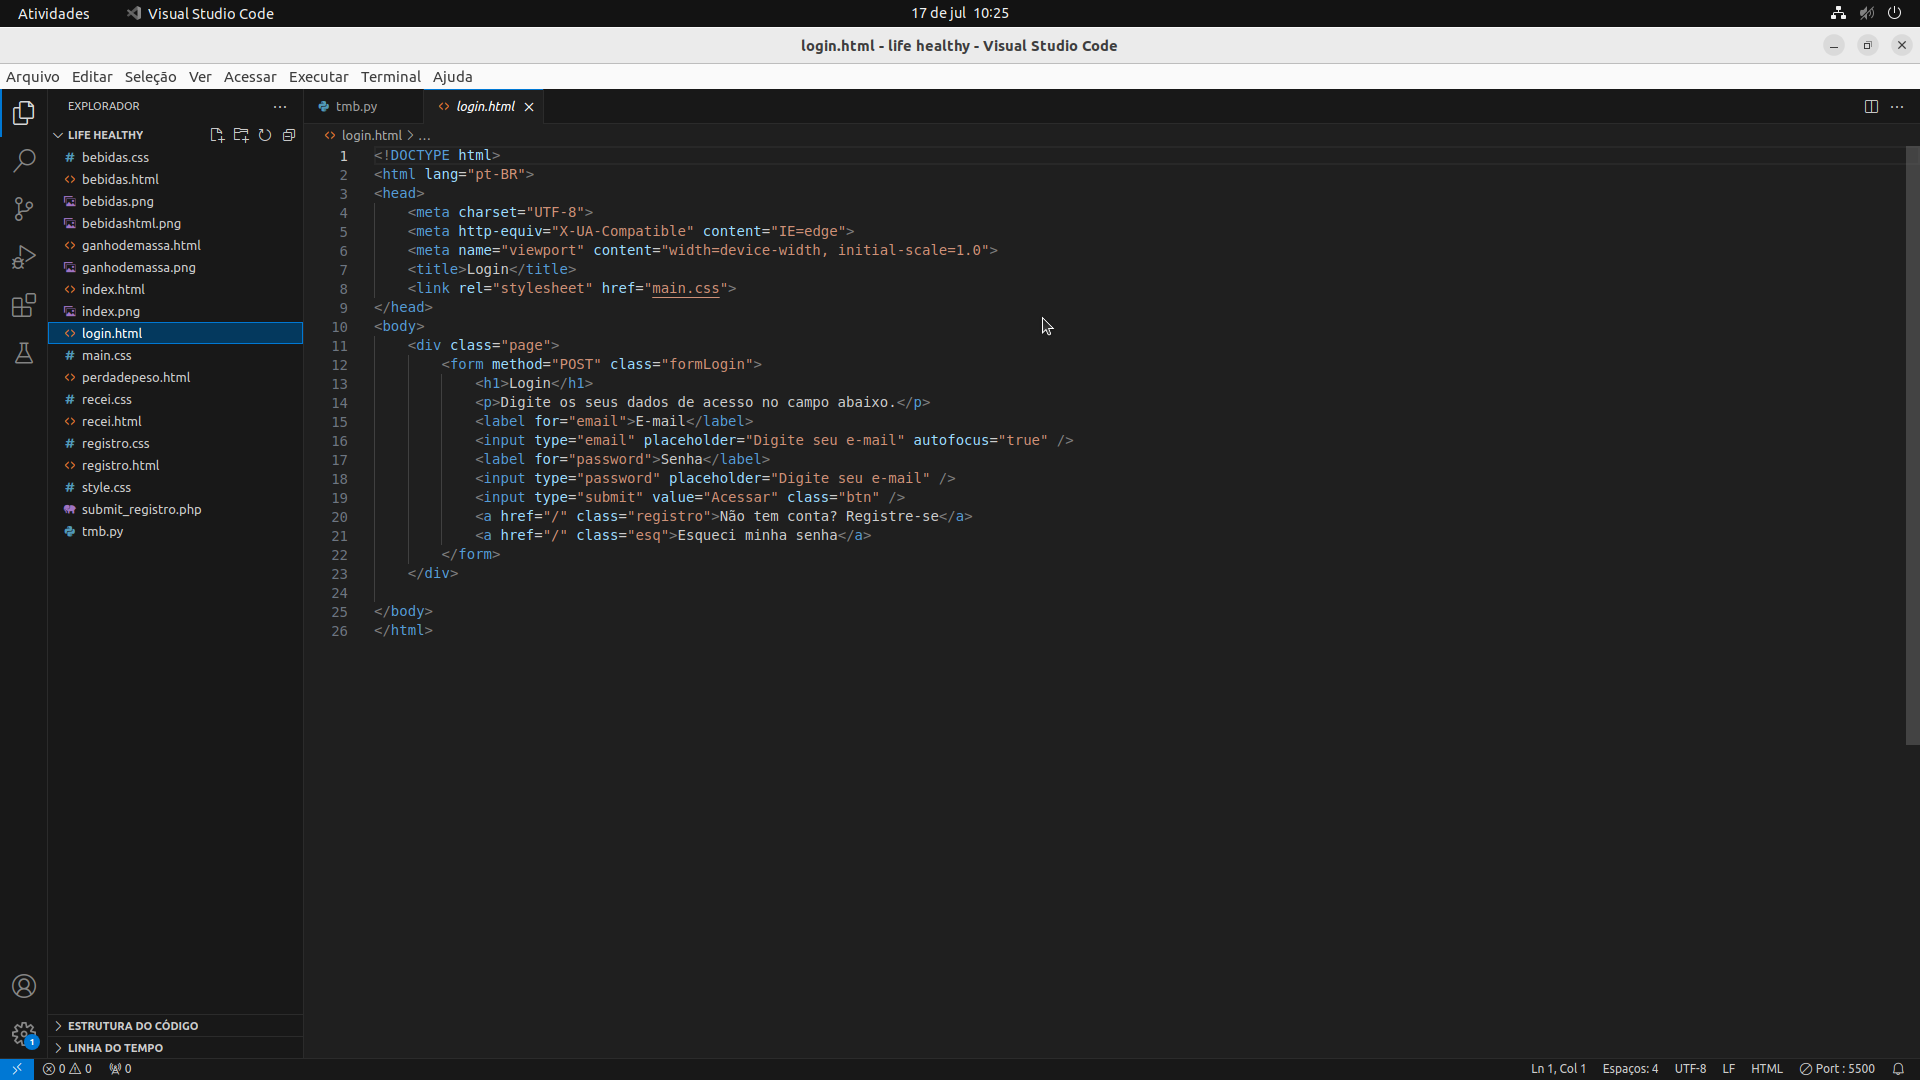 Atividades
Visual Studio Code
17 de jul 10:25
login.html - life healthy - Visual Studio Code
Arquivo Editar Seleção Ver Acessar Executar Terminal Ajuda
EXPLORADOR
LIFE HEALTHY
bebidas.css
bebidas.html
bebidas.png
bebidashtml.png
ganhodemassa.html
ganhodemassa.png
index.html
index.png
login.html
main.css
perdadepeso.html
recei.css
recei.html
registro.css
registro.html
style.css
submit_registro.php
tmb.py
ESTRUTURA DO CÓDIGO
LINHA DO TEMPO
tmb.py
login.html
login.html > ...
1 <!DOCTYPE html>
2 <html lang="pt-BR">
3 <head>
4 <meta charset="UTF-8">
5 <meta http-equiv="X-UA-Compatible" content="IE=edge">
6 <meta name="viewport" content="width=device-width, initial-scale=1.0">
7 <title>Login</title>
8 <link rel="stylesheet" href="main.css">
9 </head>
10 <body>
11 <div class="page">
12 <form method="POST" class="formLogin">
13 <h1>Login</h1>
14 <p>Digite os seus dados de acesso no campo abaixo.</p>
15 <label for="email">E-mail</label>
16 <input type="email" placeholder="Digite seu e-mail" autofocus="true" />
17 <label for="password">Senha</label>
18 <input type="password" placeholder="Digite seu e-mail" />
19 <input type="submit" value="Acessar" class="btn" />
20 <a href="/" class="registro">Não tem conta? Registre-se</a>
21 <a href="/" class="esq">Esqueci minha senha</a>
22 </form>
23 </div>
24
25 </body>
26 </html>
1
0 0 0
Ln 1, Col 1 Espaços: 4 UTF-8 LF HTML Port : 5500